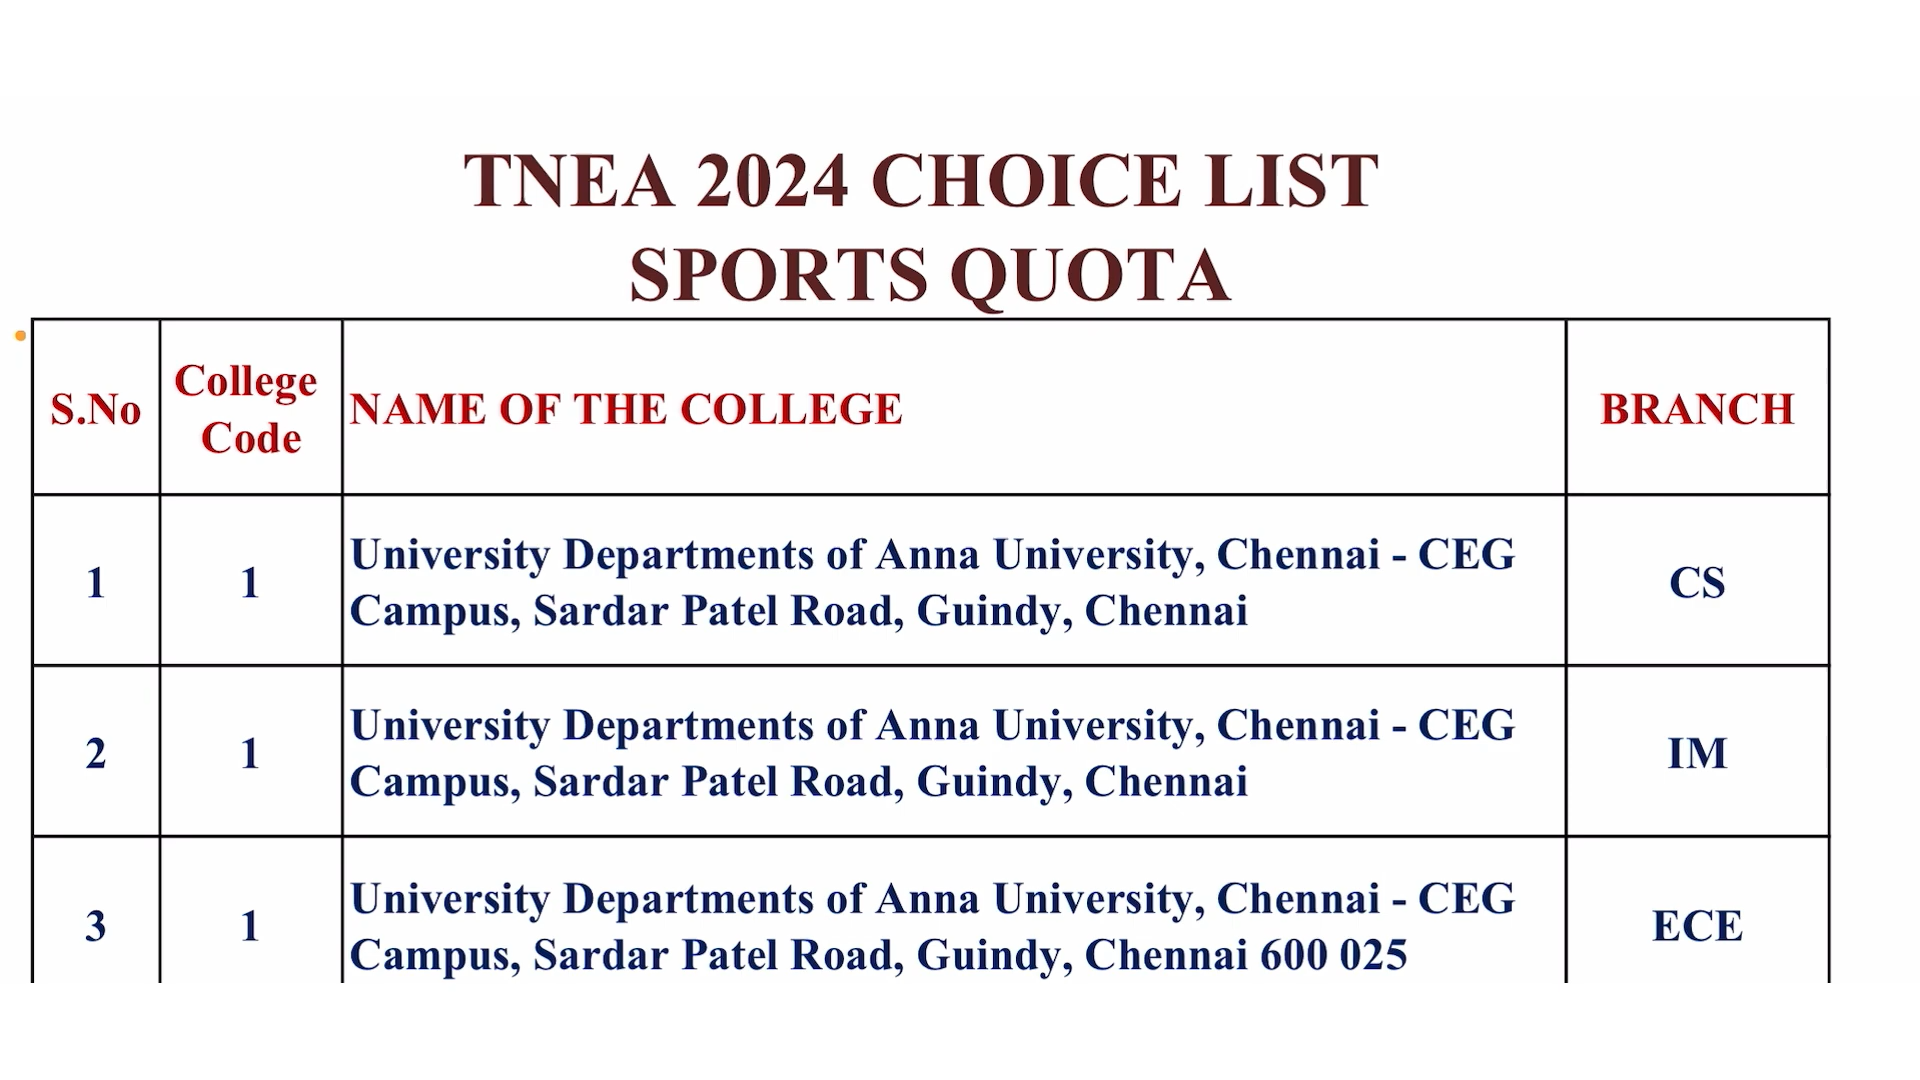 TNEA 2024 CHOICE LIST
SPORTS QUOTA
S.No
College
Code
NAME OF THE COLLEGE
BRANCH
1
1
University Departments of Anna University, Chennai - CEG
Campus, Sardar Patel Road, Guindy, Chennai
CS
2
1
University Departments of Anna University, Chennai - CEG
Campus, Sardar Patel Road, Guindy, Chennai
IM
3
1
University Departments of Anna University, Chennai - CEG
Campus, Sardar Patel Road, Guindy, Chennai 600 025
ECE